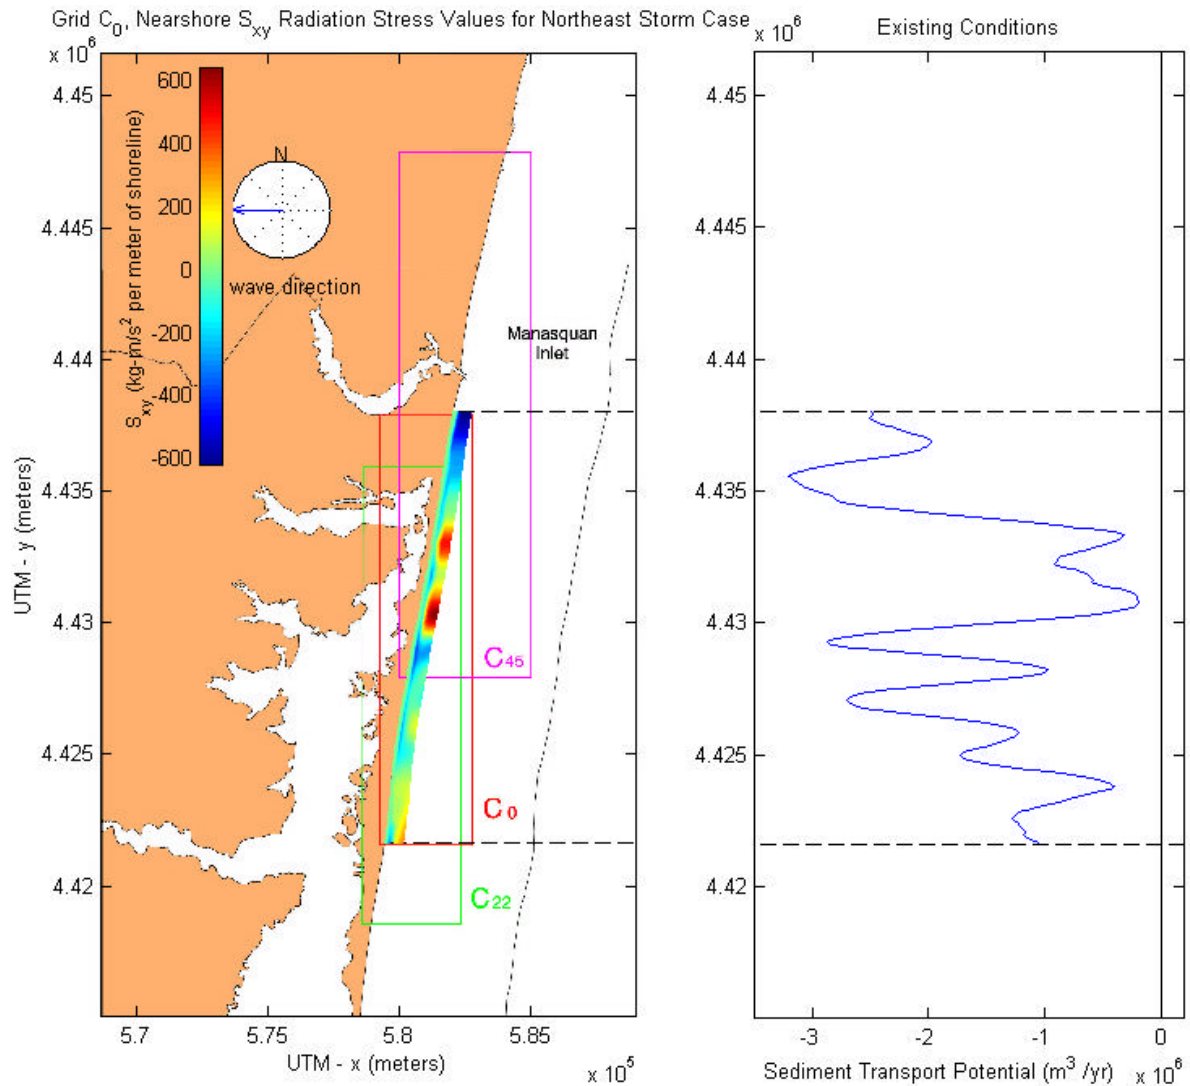 Grid C0, Nearshore Sxy Radiation Stress Values for Northeast Storm Case
x 10^6
x 10^6
Existing Conditions
4.45
4.445
4.44
4.435
4.43
4.425
4.42
UTM - y (meters)
600
400
200
0
-200
-400
-600
Sxy (kg-m/s² per meter of shoreline)
N
wave direction
Manasquan
Inlet
C45
C0
C22
5.7
5.75
5.8
5.85
UTM - x (meters)
x 10^5
4.45
4.445
4.44
4.435
4.43
4.425
4.42
-3
-2
-1
0
Sediment Transport Potential (m³ /yr)
x 10^6